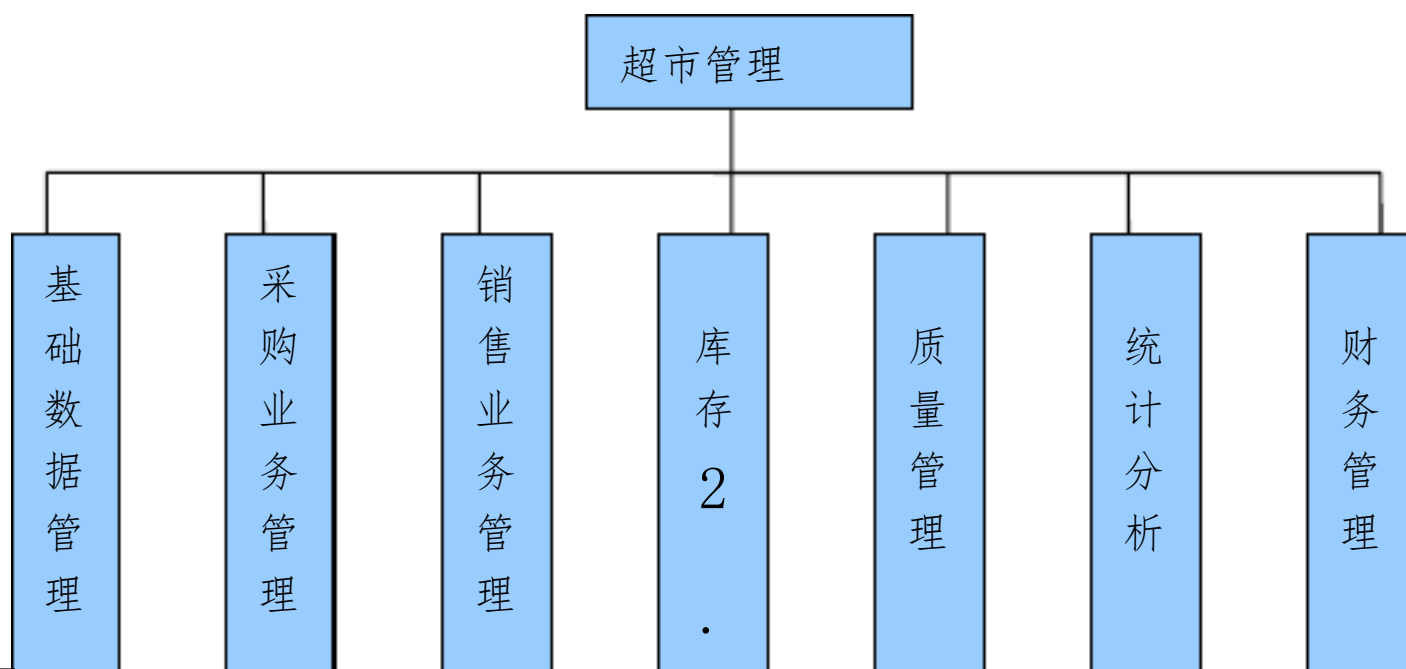 超市管理
基础数据管理
采购业务管理
销售业务管理
库存2.
质量管理
统计分析
财务管理